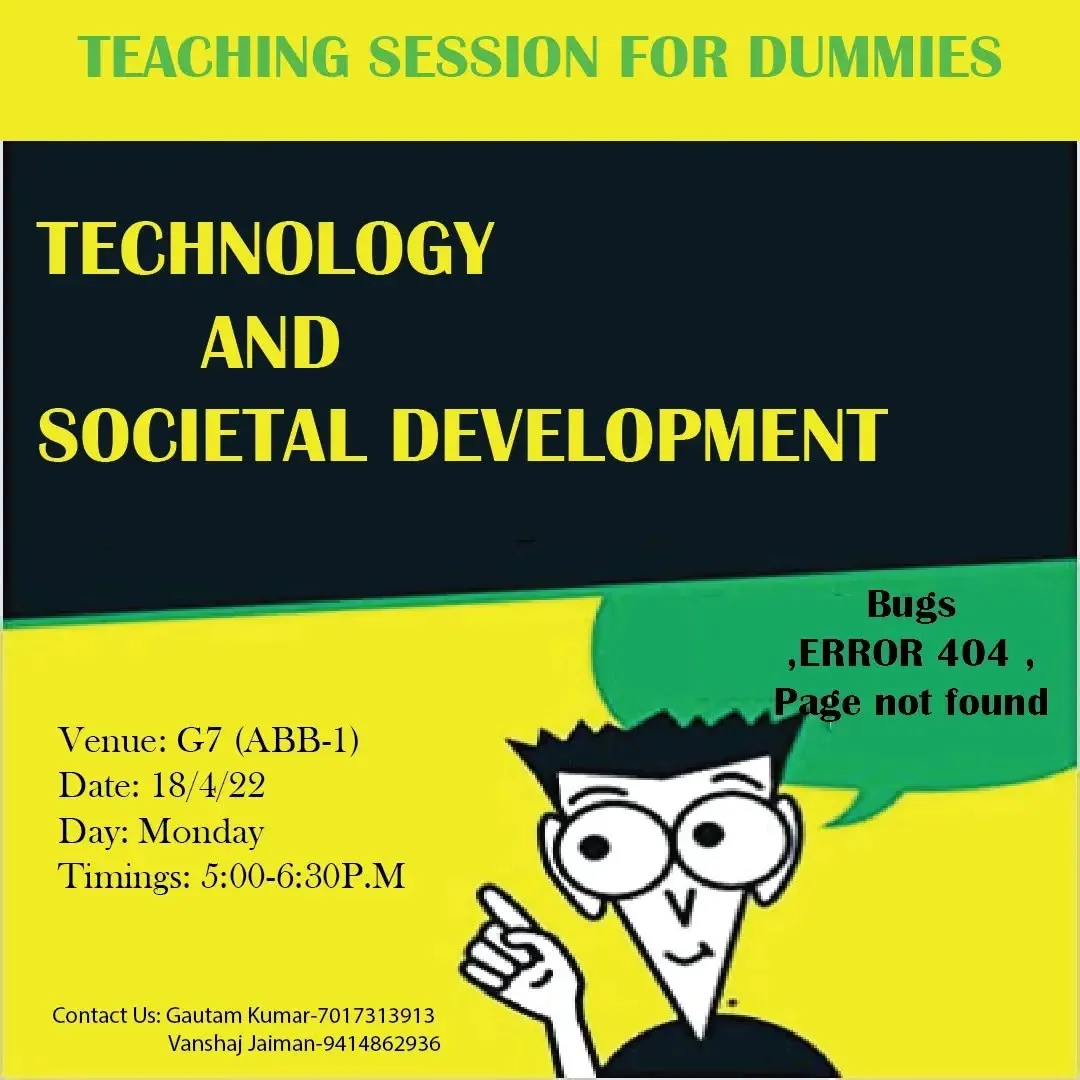 TEACHING SESSION FOR DUMMIES
TECHNOLOGY
AND
SOCIETAL DEVELOPMENT
Bugs
,ERROR 404 ,
Page not found
Venue: G7 (ABB-1)
Date: 18/4/22
Day: Monday
Timings: 5:00-6:30P.M
Contact Us: Gautam Kumar-7017313913
Vanshaj Jaiman-9414862936